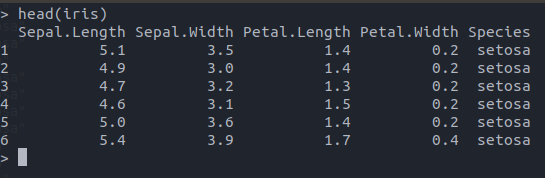 > head(iris)
  Sepal.Length Sepal.Width Petal.Length Petal.Width Species
1          5.1         3.5          1.4         0.2  setosa
2          4.9         3.0          1.4         0.2  setosa
3          4.7         3.2          1.3         0.2  setosa
4          4.6         3.1          1.5         0.2  setosa
5          5.0         3.6          1.4         0.2  setosa
6          5.4         3.9          1.7         0.4  setosa
>